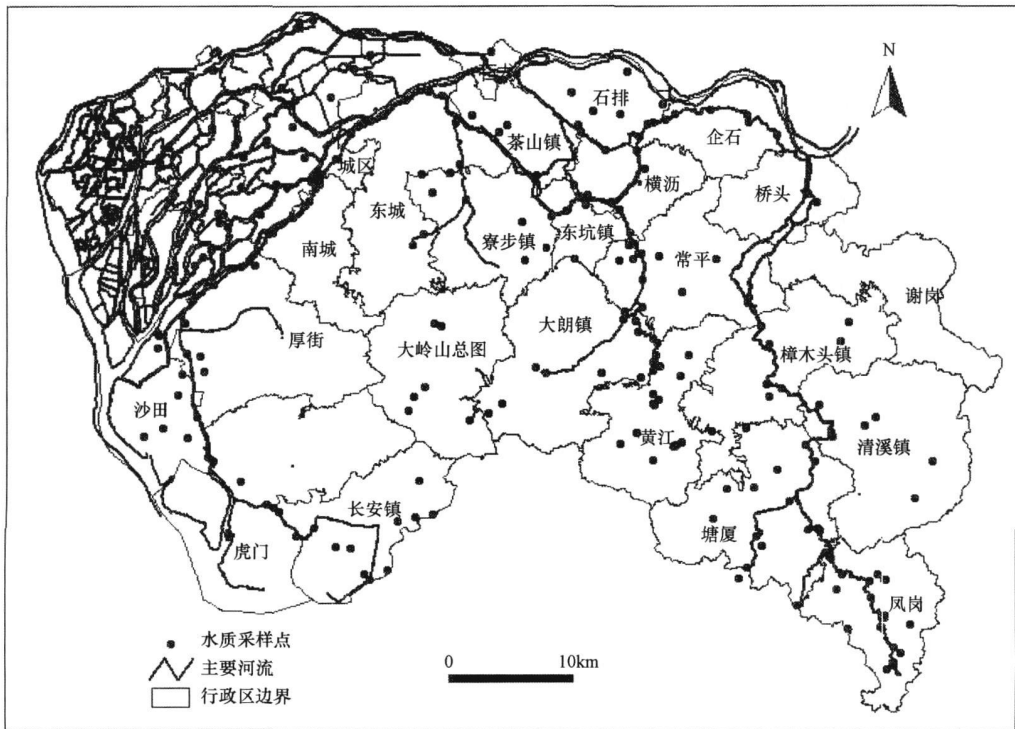 N
石排
企石
茶山镇
城区
横沥
桥头
东城
东坑镇
寮步镇
南城
常平
谢岗
厚街
大朗镇
大岭山总图
樟木头镇
沙田
黄江
清溪镇
长安镇
塘厦
虎门
凤岗
水质采样点
主要河流
行政区边界
0 10km